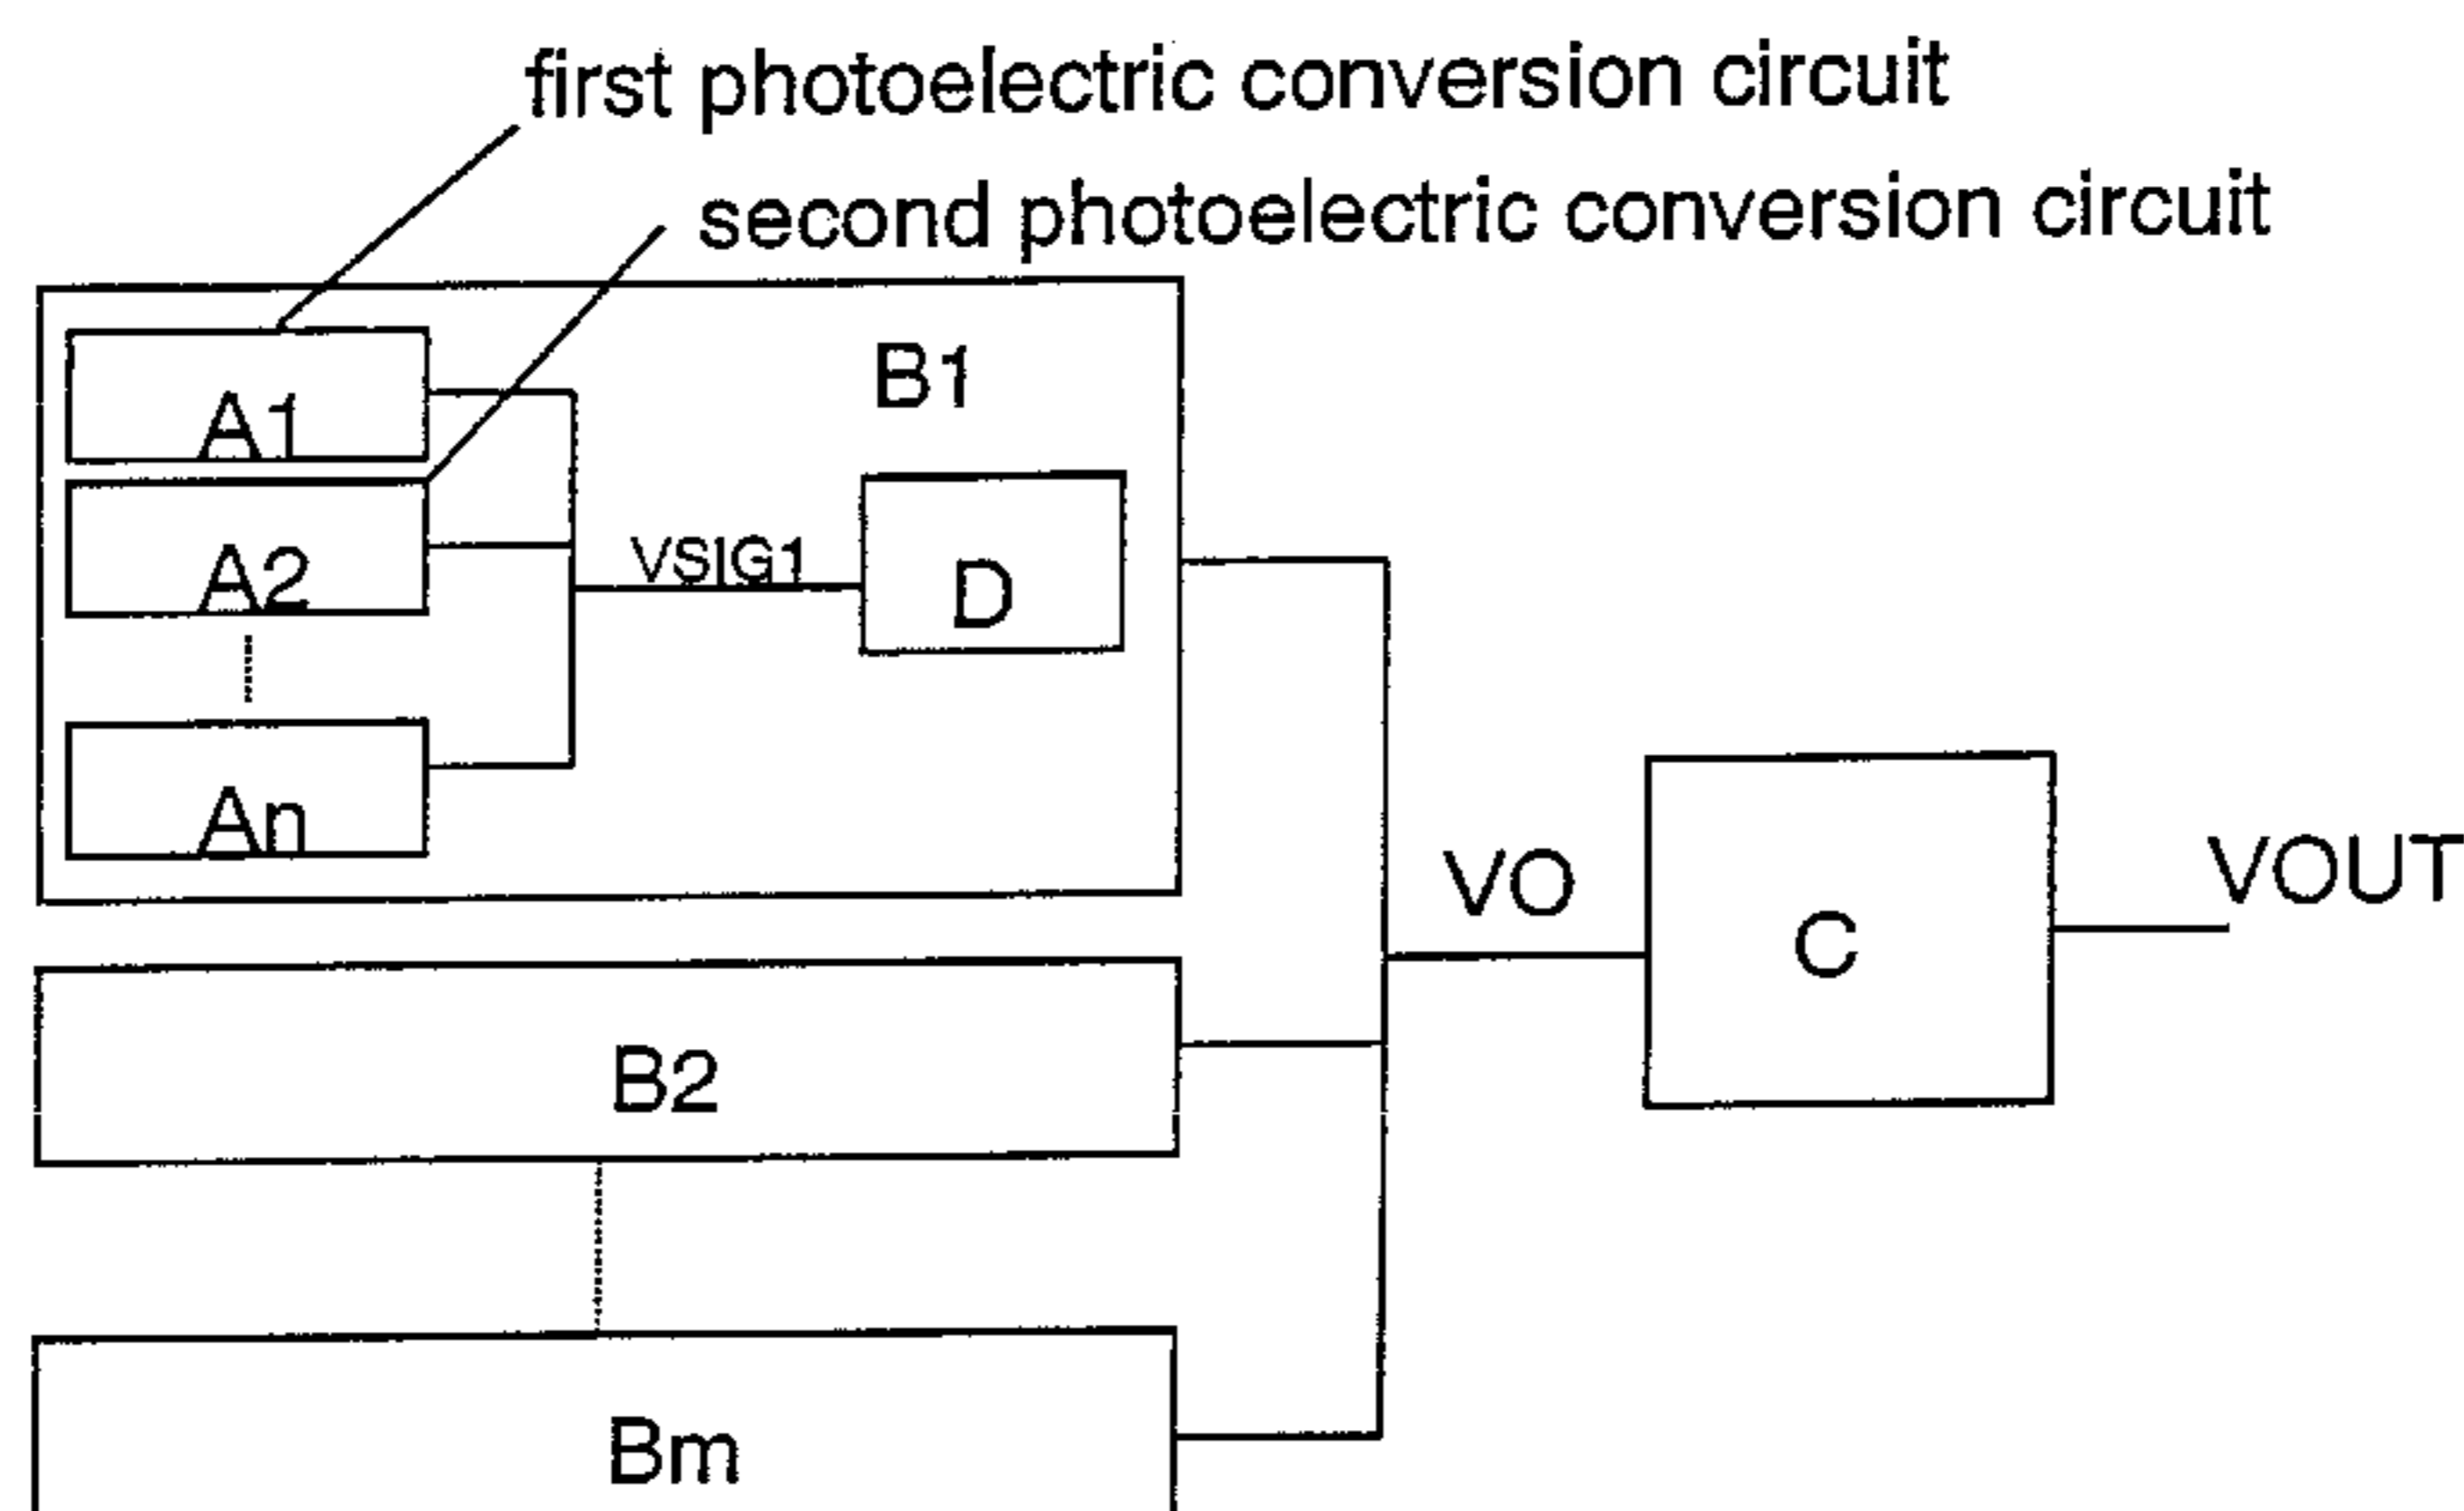 first photoelectric conversion circuit
second photoelectric conversion circuit
B1
A1
A2
VSIG1
D
An
VO
VOUT
C
B2
Bm